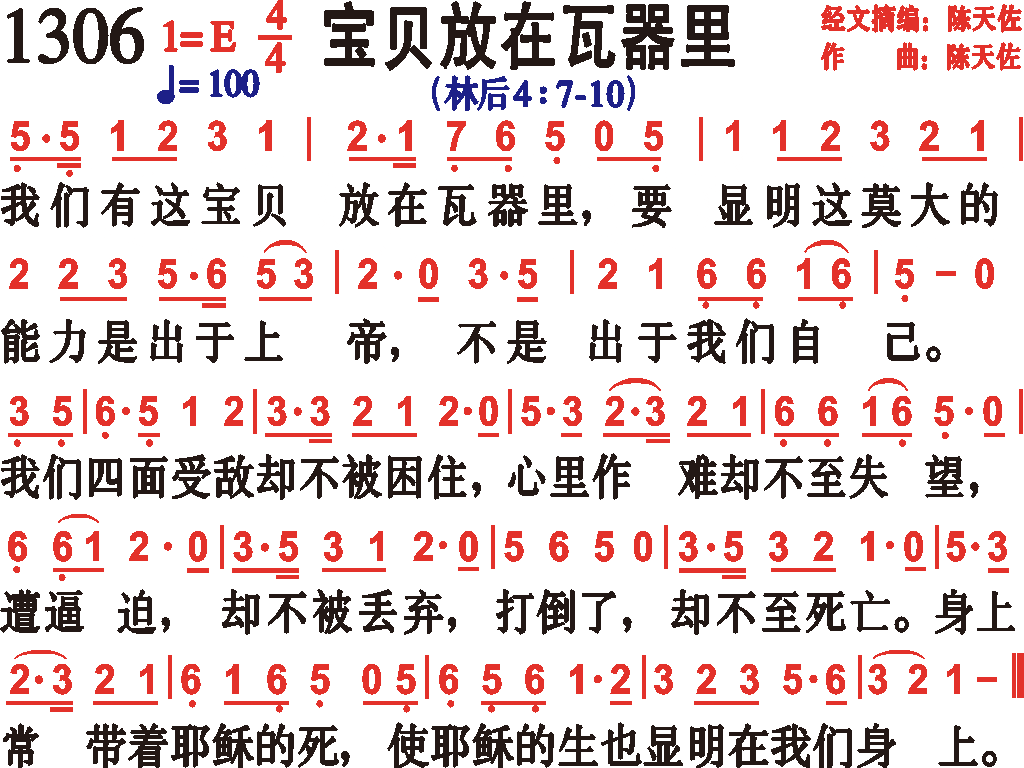 1306 1=E 4/4 宝贝放在瓦器里 经文摘编：陈天佐
♩=100 （林后4：7-10） 作 曲：陈天佐
5·5 1 2 3 1 | 2·1 7 6 5 0 5 | 1 1 2 3 2 1 |
我们有这宝贝 放在瓦器里，要 显明这莫大的
2 2 3 5·6 5 3 | 2·0 3·5 | 2 1 6 6 1 6 | 5 － 0
能力是出于上 帝，不是 出于我们自 己。
3 5 | 6·5 1 2 | 3·3 2 1 2·0 | 5·3 2·3 2 1 | 6 6 1 6 5·0 |
我们四面受敌却不被困住，心里作 难却不至失 望，
6 6 1 2·0 | 3·5 3 1 2·0 | 5 6 5 0 | 3·5 3 2 1·0 | 5·3
遭逼 迫，却不被丢弃，打倒了，却不至死亡。身上
2·3 2 1 | 6 1 6 5 0 5 | 6 5 6 1·2 | 3 2 3 5·6 | 3 2 1－
常 带着耶稣的死，使耶稣的生也显明在我们身 上。